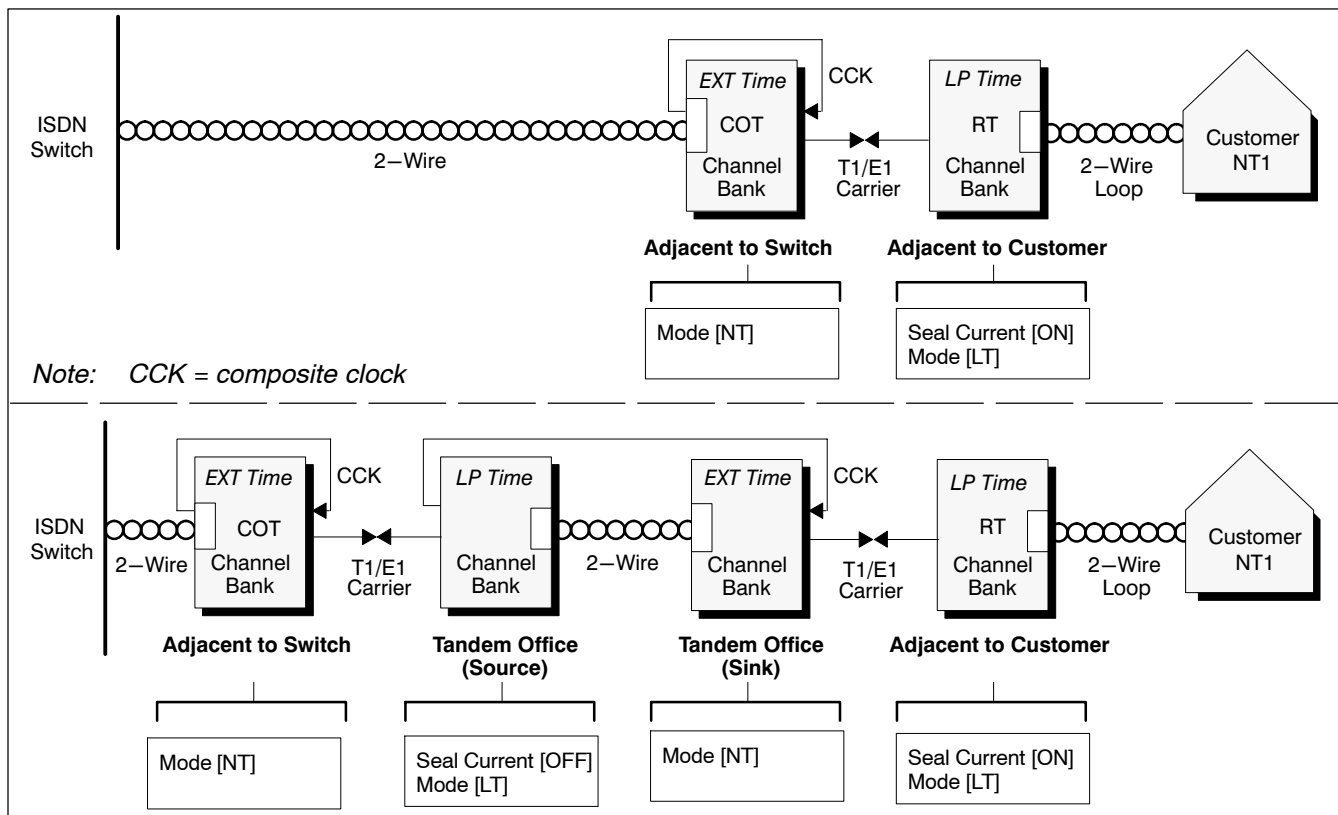 ISDN
Switch
2–Wire
EXT Time
COT
Channel
Bank
CCK
T1/E1
Carrier
LP Time
RT
Channel
Bank
2–Wire
Loop
Customer
NT1
Adjacent to Switch
Adjacent to Customer
Mode [NT]
Seal Current [ON]
Mode [LT]
Note: CCK = composite clock
ISDN
Switch
2–Wire
EXT Time
COT
Channel
Bank
CCK
T1/E1
Carrier
LP Time
Channel
Bank
2–Wire
EXT Time
Channel
Bank
CCK
T1/E1
Carrier
LP Time
RT
Channel
Bank
2–Wire
Loop
Customer
NT1
Adjacent to Switch
Tandem Office
(Source)
Tandem Office
(Sink)
Adjacent to Customer
Mode [NT]
Seal Current [OFF]
Mode [LT]
Mode [NT]
Seal Current [ON]
Mode [LT]